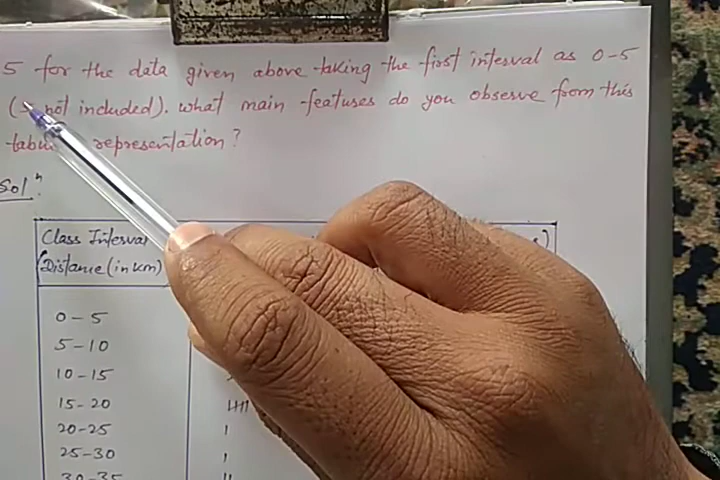 5 for the data given above taking the first interval as 0-5
not included). What main features do you observe from this
representation?
Solⁿ:
Class Interval
(Distance (in km)
0 - 5
5 - 10
10 - 15
15 - 20
20 - 25 |
25 - 30 |
30 - 35 ||